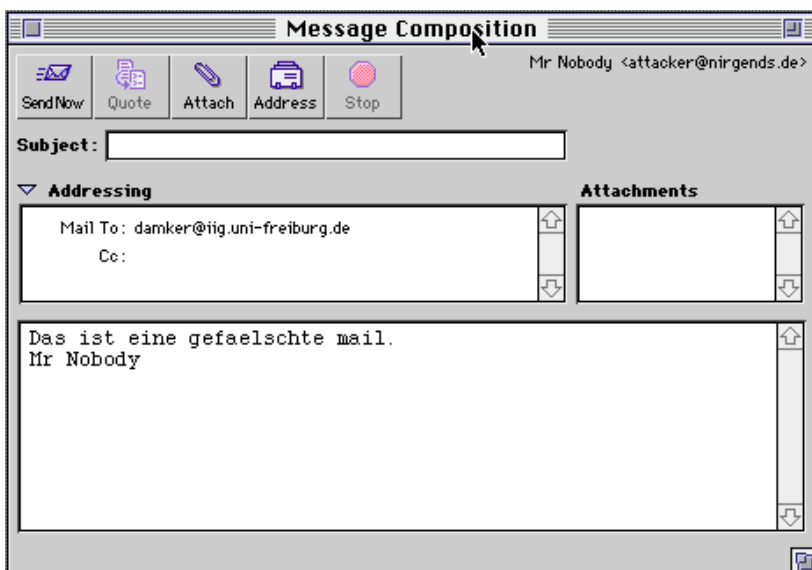 Message Composition
Mr Nobody <attacker@nirgends.de>
Send Now
Quote
Attach
Address
Stop
Subject:
Addressing
Attachments
Mail To: damker@iig.uni-freiburg.de
Cc:
Das ist eine gefaelschte mail.
Mr Nobody